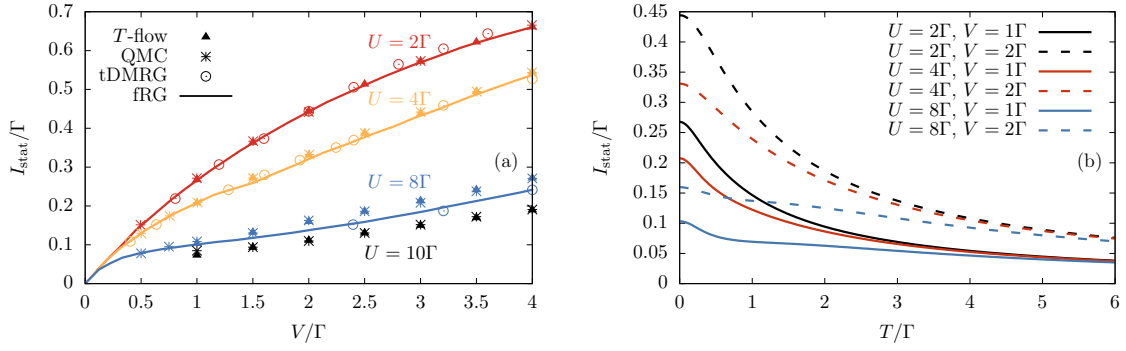 0.7
0.6
0.5
0.4
0.3
0.2
0.1
0
I_stat/Γ
T-flow
QMC
tDMRG
fRG
U = 2Γ
U = 4Γ
(a)
U = 8Γ
U = 10Γ
0 0.5 1 1.5 2 2.5 3 3.5 4
V/Γ
0.45
0.4
0.35
0.3
0.25
0.2
0.15
0.1
0.05
0
I_stat/Γ
U = 2Γ, V = 1Γ
U = 2Γ, V = 2Γ
U = 4Γ, V = 1Γ
U = 4Γ, V = 2Γ
U = 8Γ, V = 1Γ
U = 8Γ, V = 2Γ
(b)
0 1 2 3 4 5 6
T/Γ